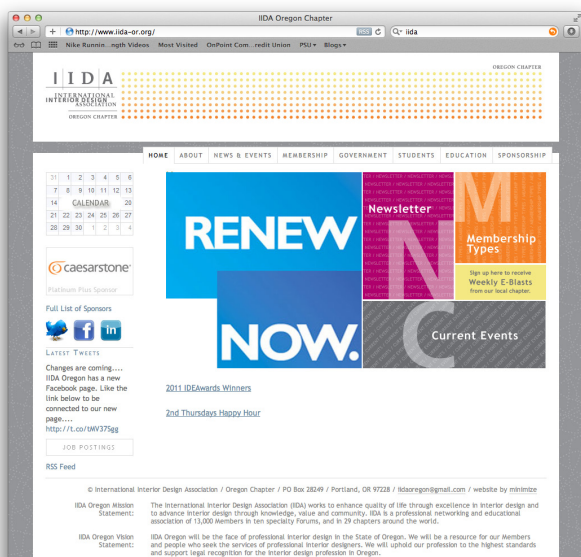 IIDA Oregon Chapter
http://www.iida-or.org/
RSS
iida
Nike Runnin...ngth Videos Most Visited OnPoint Com...redit Union PSU Blogs
OREGON CHAPTER
IIDA
INTERNATIONAL
INTERIOR DESIGN
ASSOCIATION
OREGON CHAPTER
HOME ABOUT NEWS & EVENTS MEMBERSHIP GOVERNMENT STUDENTS EDUCATION SPONSORSHIP
31 1 2 3 4 5 6
7 8 9 10 11 12 13
14 CALENDAR 20
21 22 23 24 25 26 27
28 29 30 1 2 3 4
RENEW
NOW.
Newsletter
N
M
Membership
Types
Sign up here to receive
Weekly E-Blasts
from our local chapter.
C
Current Events
caesarstone
Platinum Plus Sponsor
Full List of Sponsors
f in
LATEST TWEETS
Changes are coming....
IIDA Oregon has a new
Facebook page. Like the
link below to be
connected to our new
page....
http://t.co/tMV37Sgg
JOB POSTINGS
RSS Feed
2011 IDEAwards Winners
2nd Thursdays Happy Hour
© International Interior Design Association / Oregon Chapter / PO Box 28249 / Portland, OR 97228 / iidaoregon@gmail.com / website by minimize
IIDA Oregon Mission Statement:
The International Interior Design Association (IIDA) works to enhance quality of life through excellence in interior design and
to advance interior design through knowledge, value and community. IIDA is a professional networking and educational
association of 13,000 Members in ten specialty Forums, and in 29 chapters around the world.
IIDA Oregon Vision Statement:
IIDA Oregon will be the face of professional interior design in the State of Oregon. We will be a resource for our Members
and people who seek the services of professional interior designers. We will uphold our profession to the highest standards
and support legal recognition for the interior design profession in Oregon.